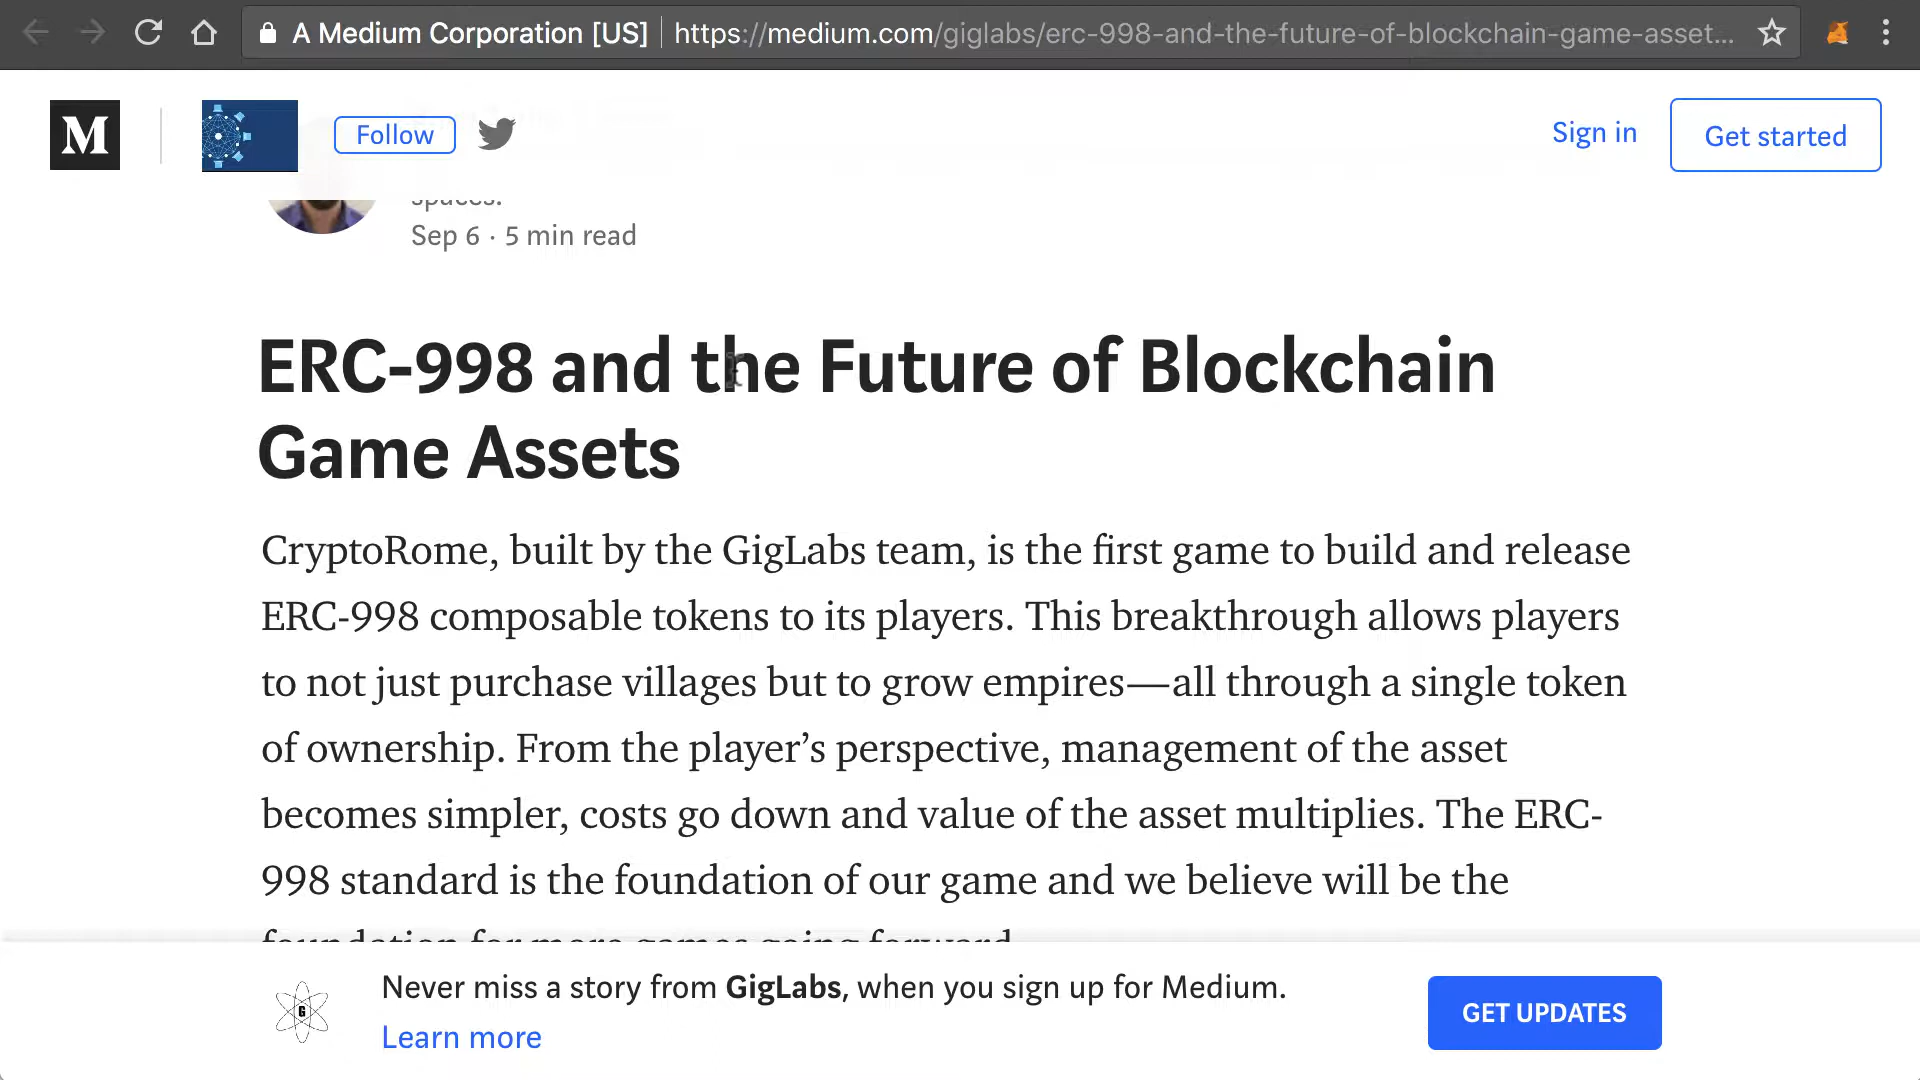 A Medium Corporation [US] https://medium.com/giglabs/erc-998-and-the-future-of-blockchain-game-asset...
M
Follow
Sign in
Get started
spaces.
Sep 6 · 5 min read
ERC-998 and the Future of Blockchain
Game Assets
CryptoRome, built by the GigLabs team, is the first game to build and release
ERC-998 composable tokens to its players. This breakthrough allows players
to not just purchase villages but to grow empires—all through a single token
of ownership. From the player’s perspective, management of the asset
becomes simpler, costs go down and value of the asset multiplies. The ERC-
998 standard is the foundation of our game and we believe will be the
foundation for more games going forward
Never miss a story from GigLabs, when you sign up for Medium.
Learn more
G
GET UPDATES